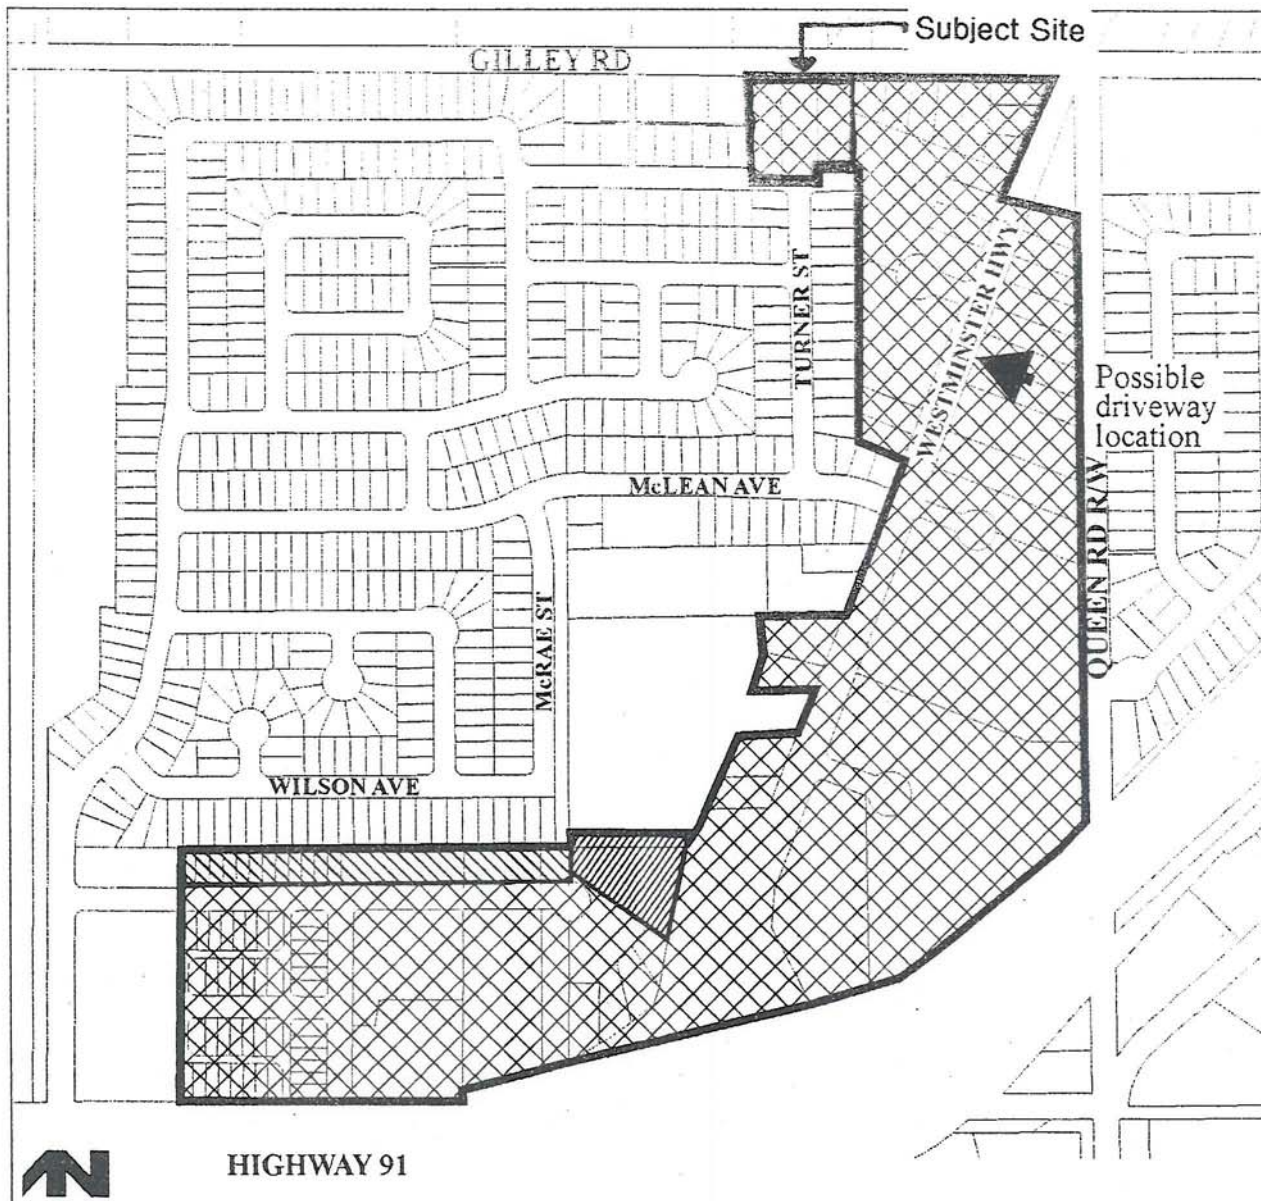 Subject Site
GILLEY RD
TURNER ST
WESTMINSTER HWY
Possible
driveway
location
McLEAN AVE
QUEEN RD R/W
McRAE ST
WILSON AVE
N
HIGHWAY 91